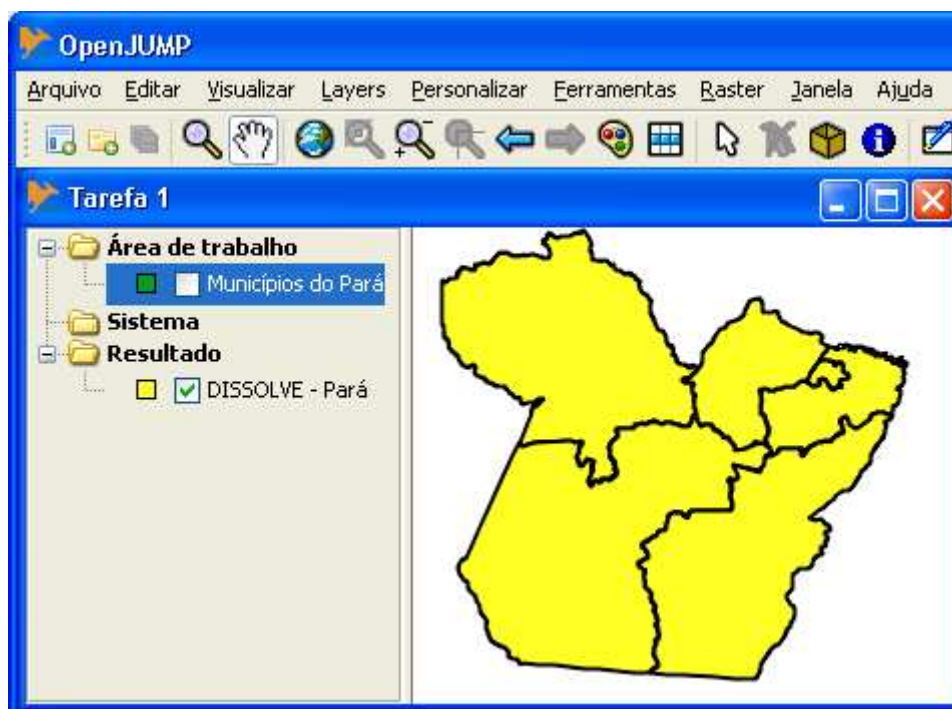 OpenJUMP
Arquivo Editar Visualizar Layers Personalizar Ferramentas Raster Janela Ajuda
Tarefa 1
Área de trabalho
Municípios do Pará
Sistema
Resultado
DISSOLVE - Pará